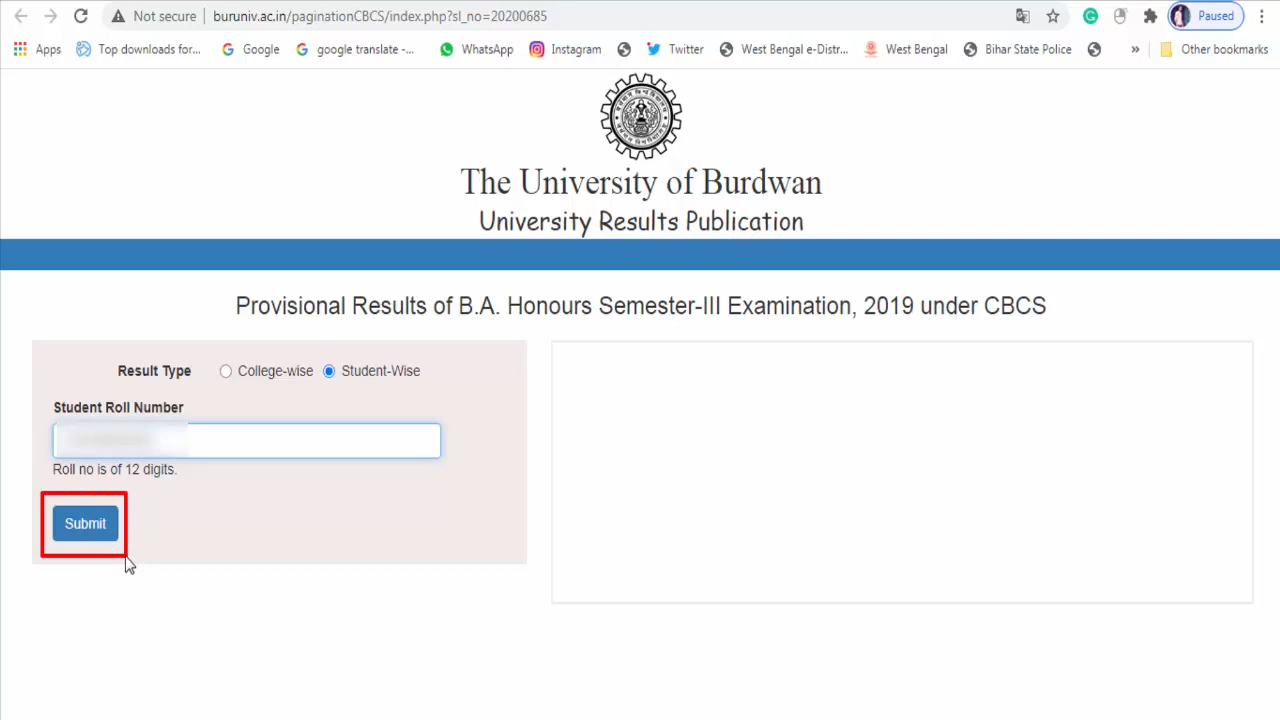 Not secure buruniv.ac.in/paginationCBCS/index.php?sl_no=20200685 Paused
Apps Top downloads for... Google google translate -... WhatsApp Instagram Twitter West Bengal e-Distr... West Bengal Bihar State Police » Other bookmarks
The University of Burdwan
University Results Publication
Provisional Results of B.A. Honours Semester-III Examination, 2019 under CBCS
Result Type College-wise Student-Wise
Student Roll Number
Roll no is of 12 digits.
Submit